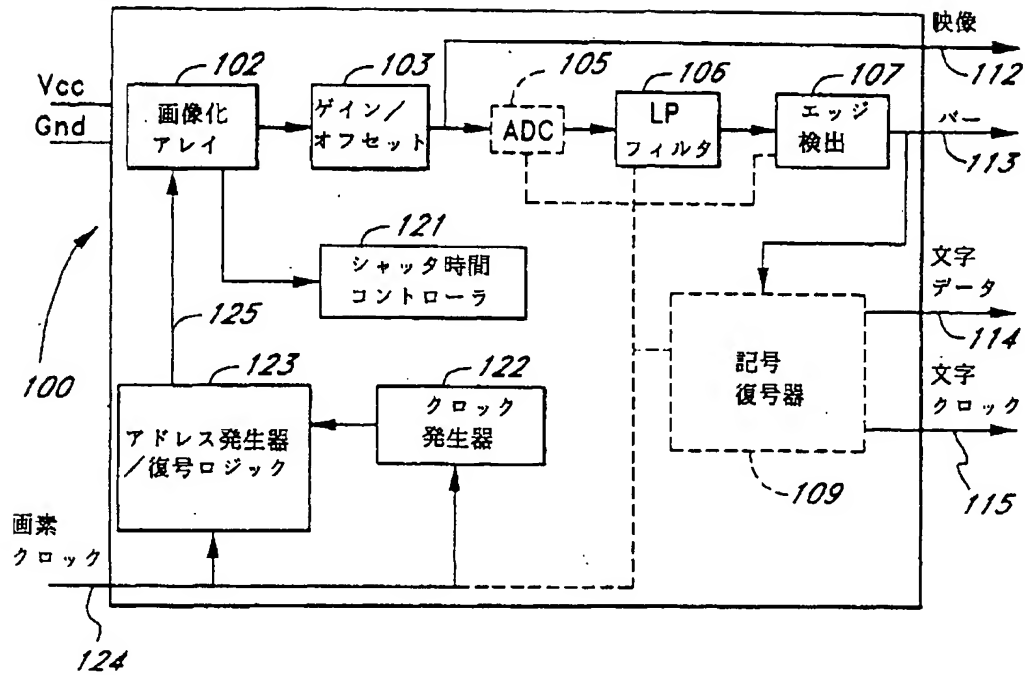 映像
102
103
105
106
107
112
Vcc
Gnd
画像化
アレイ
ゲイン/
オフセット
ADC
LP
フィルタ
エッジ
検出
バー
113
121
シャッタ時間
コントローラ
125
100
123
122
アドレス発生器
/復号ロジック
クロック
発生器
記号
復号器
109
文字
データ
114
文字
クロック
115
画素
クロック
124